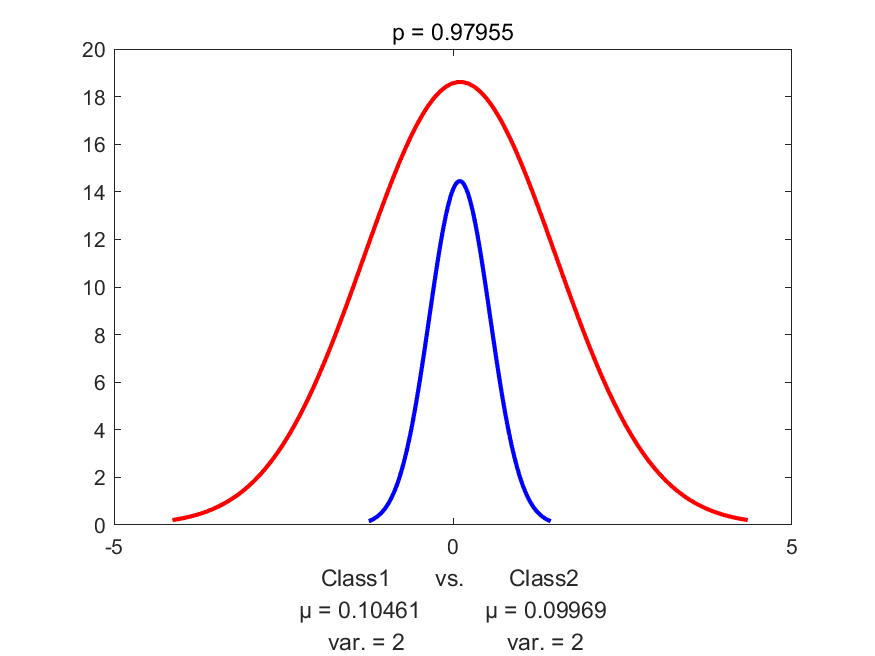 p = 0.97955
20
18
16
14
12
10
8
6
4
2
0
-5 0 5
Class1 vs. Class2
μ = 0.10461 μ = 0.09969
var. = 2 var. = 2